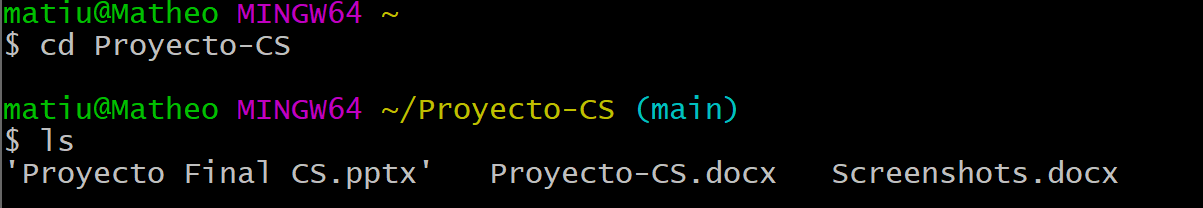 matiu@Matheo MINGW64 ~
$ cd Proyecto-CS
matiu@Matheo MINGW64 ~/Proyecto-CS (main)
$ ls
'Proyecto Final CS.pptx'   Proyecto-CS.docx   Screenshots.docx